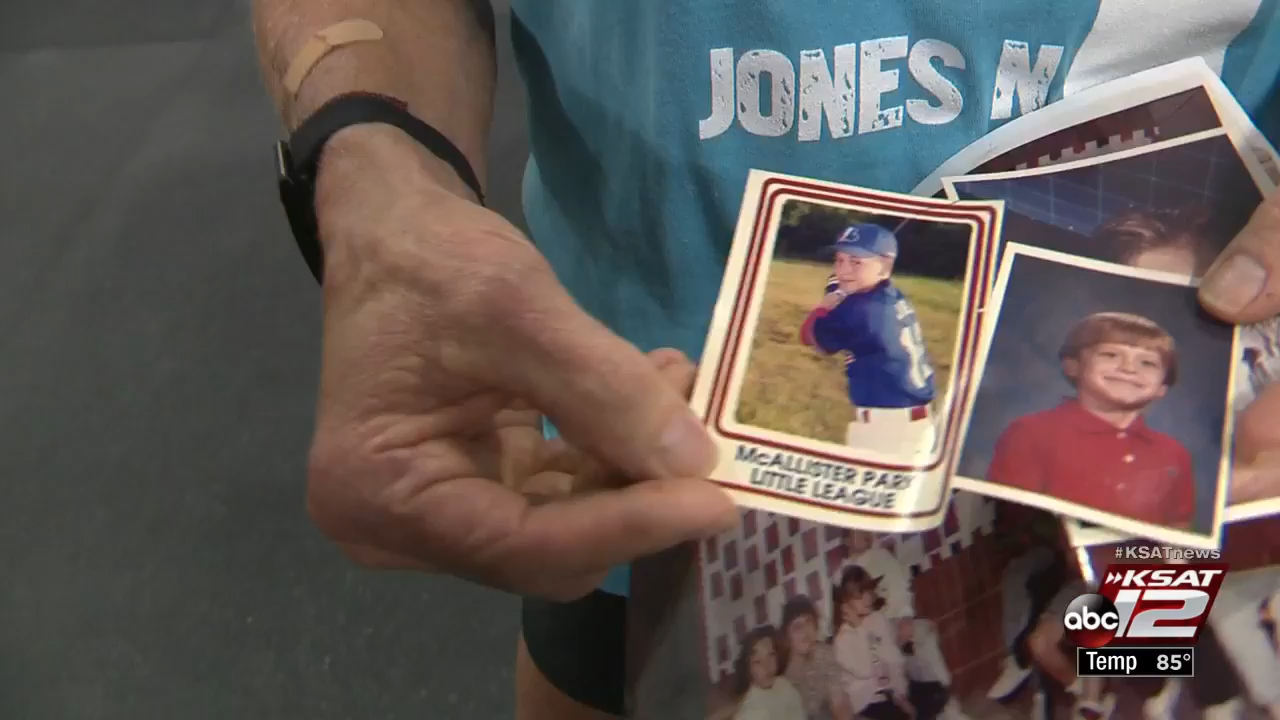 JONES M
McALLISTER PARK
LITTLE LEAGUE
#KSATnews
KSAT
abc 12
Temp 85°